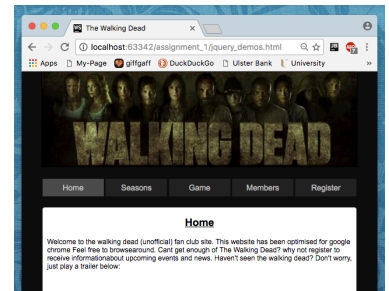 The Walking Dead
localhost:63342/assignment_1/jquery_demos.html
Apps My-Page giffgaff DuckDuckGo Ulster Bank University »
WALKING DEAD
Home Seasons Game Members Register
Home
Welcome to the walking dead (unofficial) fan club site. This website has been optimised for google
chrome Feel free to browsearound. Cant get enough of The Walking Dead? why not register to
receive informationabout upcoming events and news. Haven't seen the walking dead? Don't worry,
just play a trailer below: